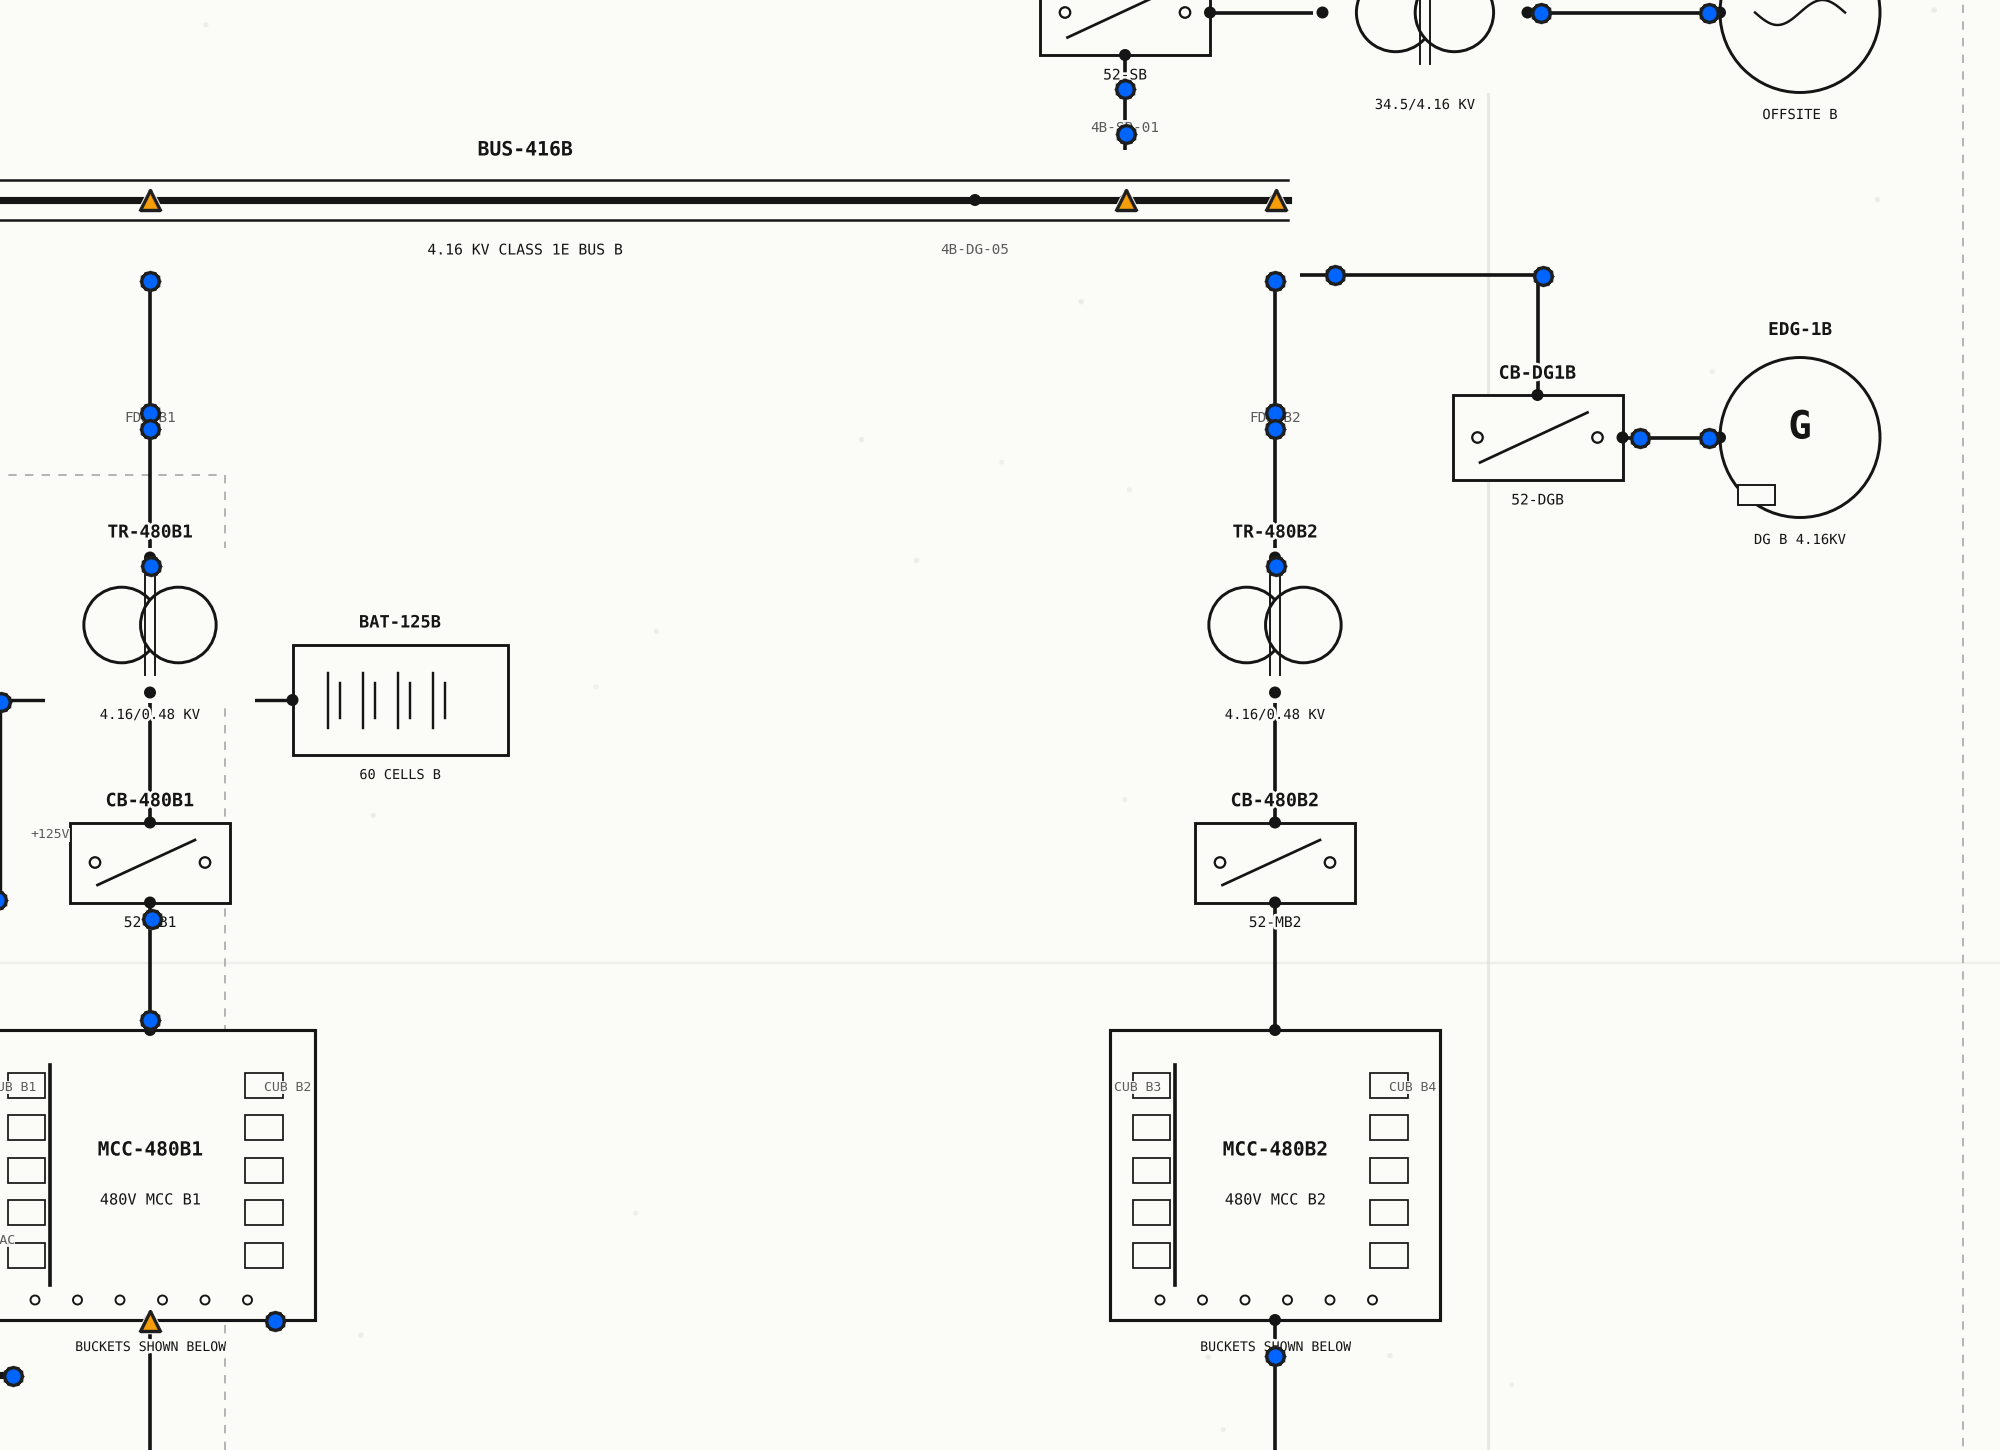 52-SB
34.5/4.16 KV
OFFSITE B
BUS-416B
4.16 KV CLASS 1E BUS B
4B-DG-05
EDG-1B
CB-DG1B
G
52-DGB
DG B 4.16KV
TR-480B1
TR-480B2
BAT-125B
4.16/0.48 KV
4.16/0.48 KV
60 CELLS B
CB-480B1
CB-480B2
+125V
52-MB2
CUB B2
CUB B3
CUB B4
MCC-480B1
MCC-480B2
480V MCC B1
480V MCC B2
BUCKETS SHOWN BELOW
BUCKETS SHOWN BELOW